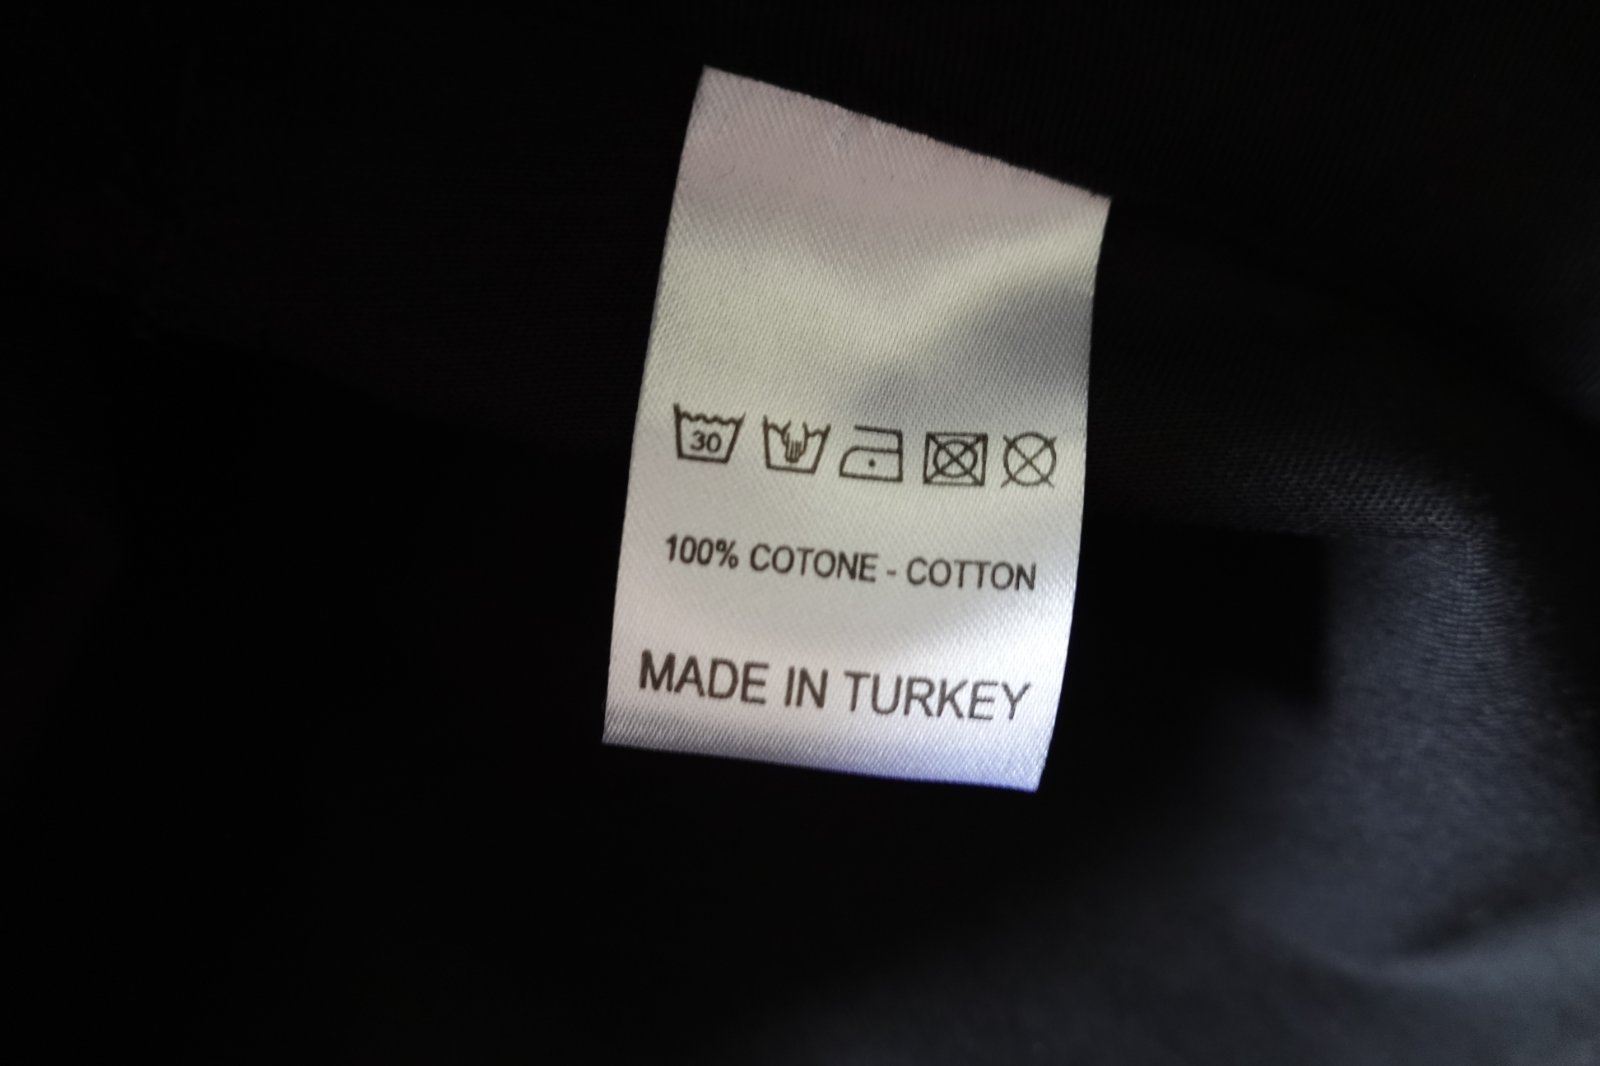 30
100% COTONE - COTTON
MADE IN TURKEY